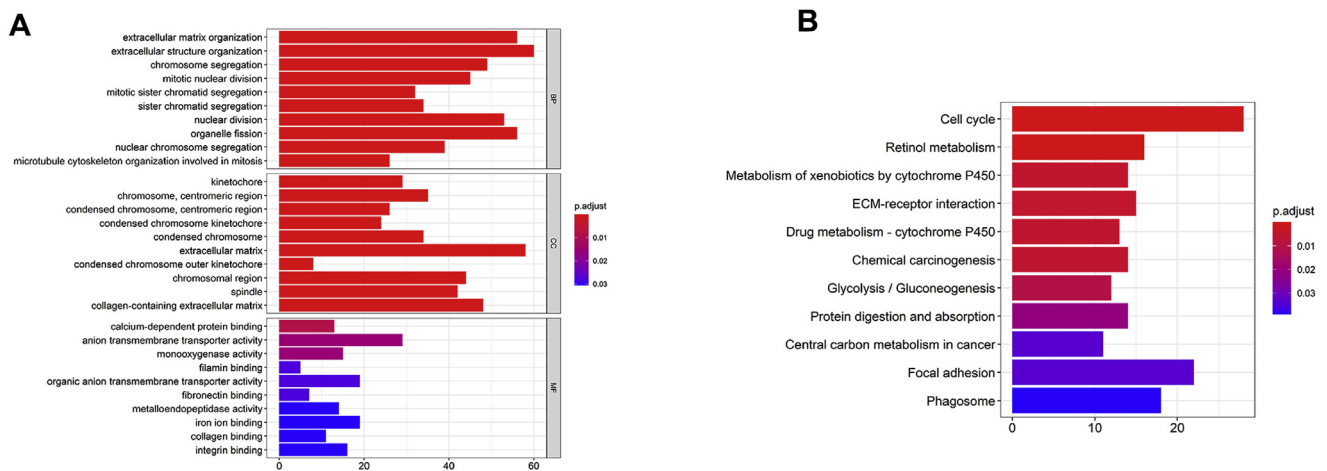 A
extracellular matrix organization
extracellular structure organization
chromosome segregation
mitotic nuclear division
mitotic sister chromatid segregation
sister chromatid segregation
nuclear division
organelle fission
nuclear chromosome segregation
microtubule cytoskeleton organization involved in mitosis
BP
kinetochore
chromosome, centromeric region
condensed chromosome, centromeric region
condensed chromosome kinetochore
condensed chromosome
extracellular matrix
condensed chromosome outer kinetochore
chromosomal region
spindle
collagen-containing extracellular matrix
CC
calcium-dependent protein binding
anion transmembrane transporter activity
monooxygenase activity
filamin binding
organic anion transmembrane transporter activity
fibronectin binding
metalloendopeptidase activity
iron ion binding
collagen binding
integrin binding
MF
0 20 40 60
p.adjust
0.01
0.02
0.03
B
Cell cycle
Retinol metabolism
Metabolism of xenobiotics by cytochrome P450
ECM-receptor interaction
Drug metabolism - cytochrome P450
Chemical carcinogenesis
Glycolysis / Gluconeogenesis
Protein digestion and absorption
Central carbon metabolism in cancer
Focal adhesion
Phagosome
0 10 20
p.adjust
0.01
0.02
0.03